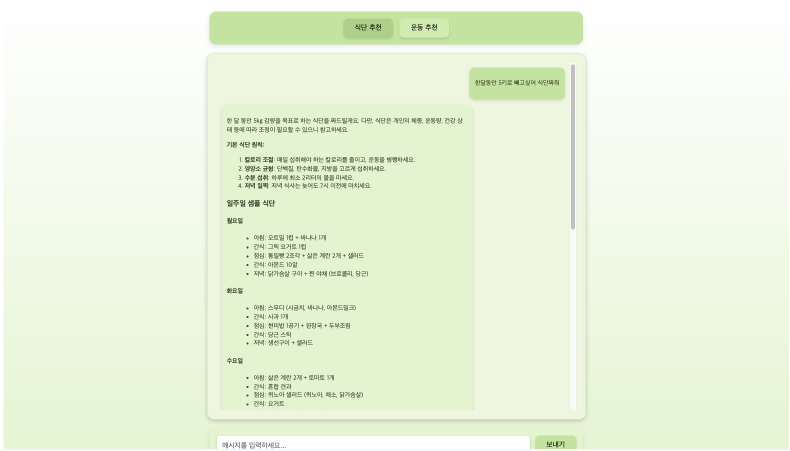 식단 추천
운동 추천
한달동안 5키로 빼고싶어 식단짜줘
한 달 동안 5kg 감량을 목표로 하는 식단을 짜드릴게요. 다만, 식단은 개인의 체중, 운동량, 건강 상
태 등에 따라 조정이 필요할 수 있으니 참고하세요.
기본 식단 원칙:
1. 칼로리 조절: 매일 섭취해야 하는 칼로리를 줄이고, 운동을 병행하세요.
2. 영양소 균형: 단백질, 탄수화물, 지방을 고르게 섭취하세요.
3. 수분 섭취: 하루에 최소 2리터의 물을 마세요.
4. 저녁 일찍: 저녁 식사는 늦어도 7시 이전에 마치세요.
일주일 샘플 식단
월요일
• 아침: 오트밀 1컵 + 바나나 1개
• 간식: 그릭 요거트 1컵
• 점심: 통밀빵 2조각 + 삶은 계란 2개 + 샐러드
• 간식: 아몬드 10알
• 저녁: 닭가슴살 구이 + 찐 야채 (브로콜리, 당근)
화요일
• 아침: 스무디 (시금치, 바나나, 아몬드밀크)
• 간식: 사과 1개
• 점심: 현미밥 1공기 + 된장국 + 두부조림
• 간식: 당근 스틱
• 저녁: 생선구이 + 샐러드
수요일
• 아침: 삶은 계란 2개 + 토마토 1개
• 간식: 혼합 견과
• 점심: 퀴노아 샐러드 (퀴노아, 채소, 닭가슴살)
• 간식: 요거트
메시지를 입력하세요...
보내기